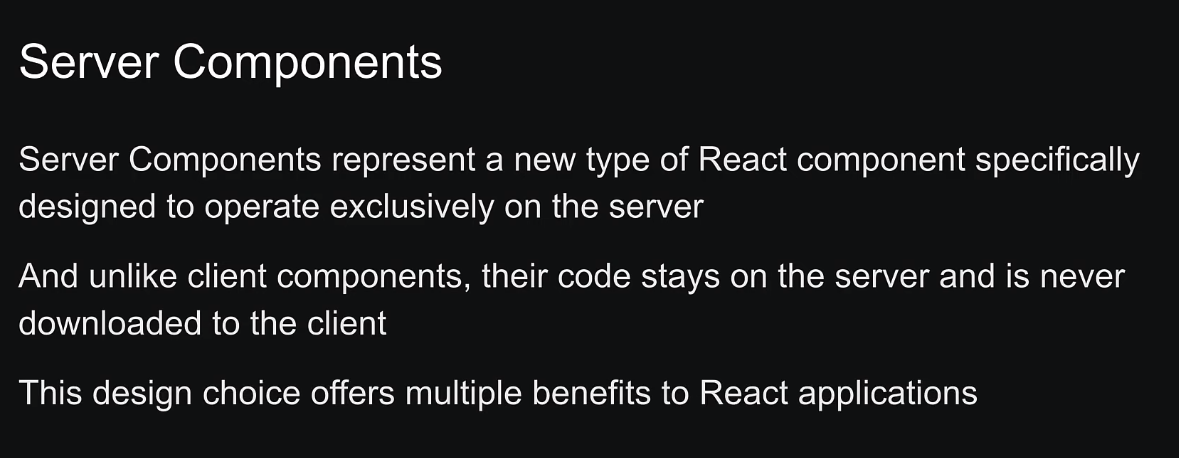 Server Components
Server Components represent a new type of React component specifically
designed to operate exclusively on the server
And unlike client components, their code stays on the server and is never
downloaded to the client
This design choice offers multiple benefits to React applications